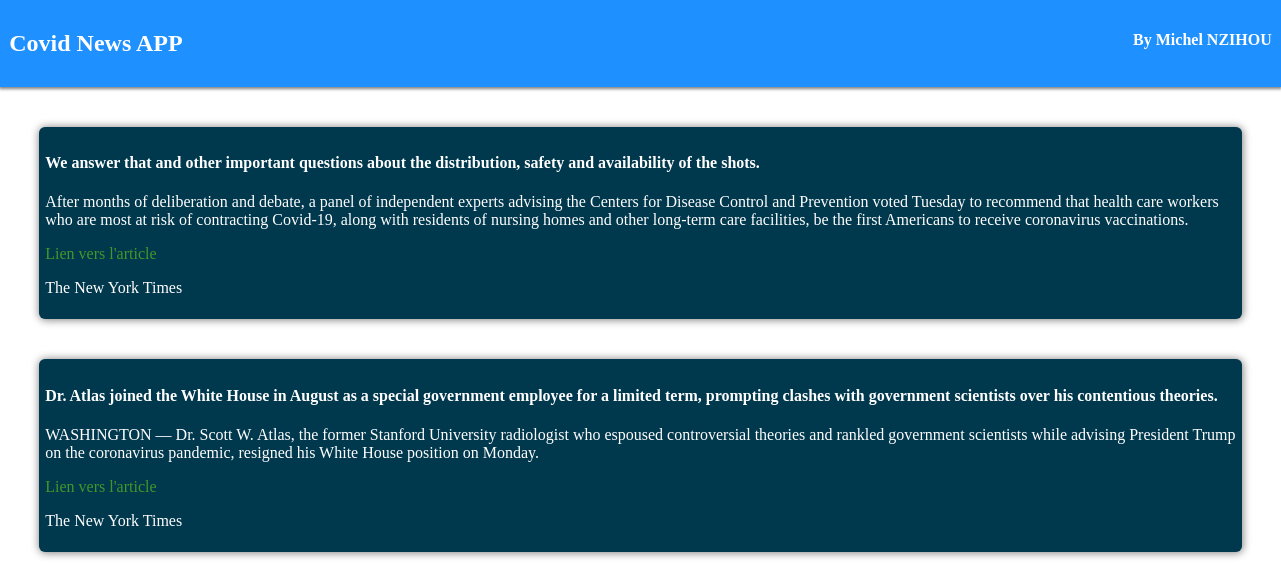 Covid News APP
By Michel NZIHOU
We answer that and other important questions about the distribution, safety and availability of the shots.
After months of deliberation and debate, a panel of independent experts advising the Centers for Disease Control and Prevention voted Tuesday to recommend that health care workers
who are most at risk of contracting Covid-19, along with residents of nursing homes and other long-term care facilities, be the first Americans to receive coronavirus vaccinations.
Lien vers l'article
The New York Times
Dr. Atlas joined the White House in August as a special government employee for a limited term, prompting clashes with government scientists over his contentious theories.
WASHINGTON — Dr. Scott W. Atlas, the former Stanford University radiologist who espoused controversial theories and rankled government scientists while advising President Trump
on the coronavirus pandemic, resigned his White House position on Monday.
Lien vers l'article
The New York Times